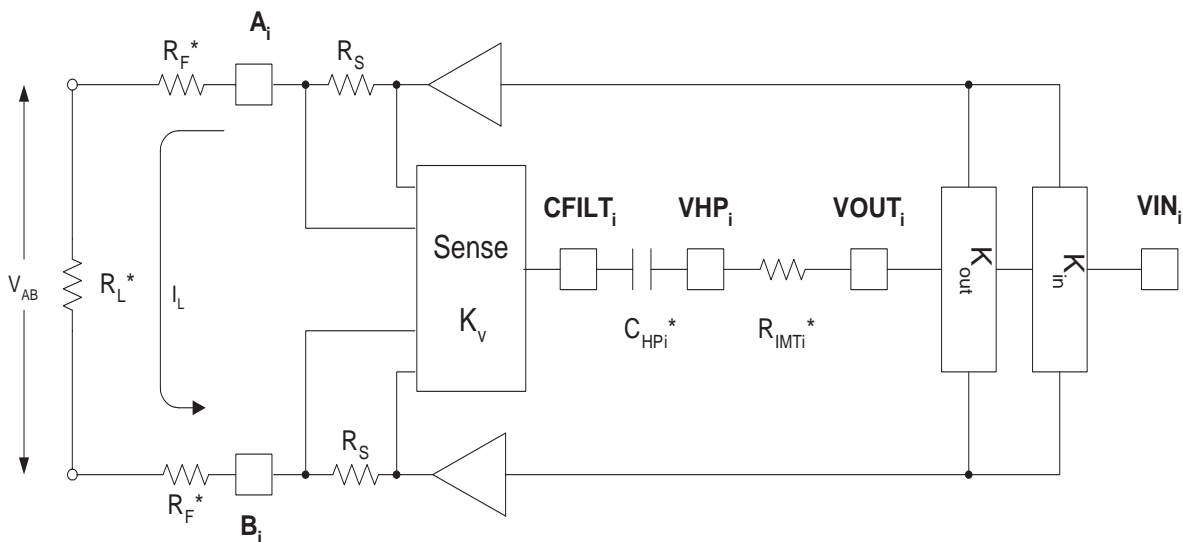 A_i
R_F*
R_S
CFILT_i
VHP_i
VOUT_i
VIN_i
Sense
K_v
K_out
K_in
V_AB
R_L*
I_L
C_HPi*
R_IMTi*
R_S
R_F*
B_i